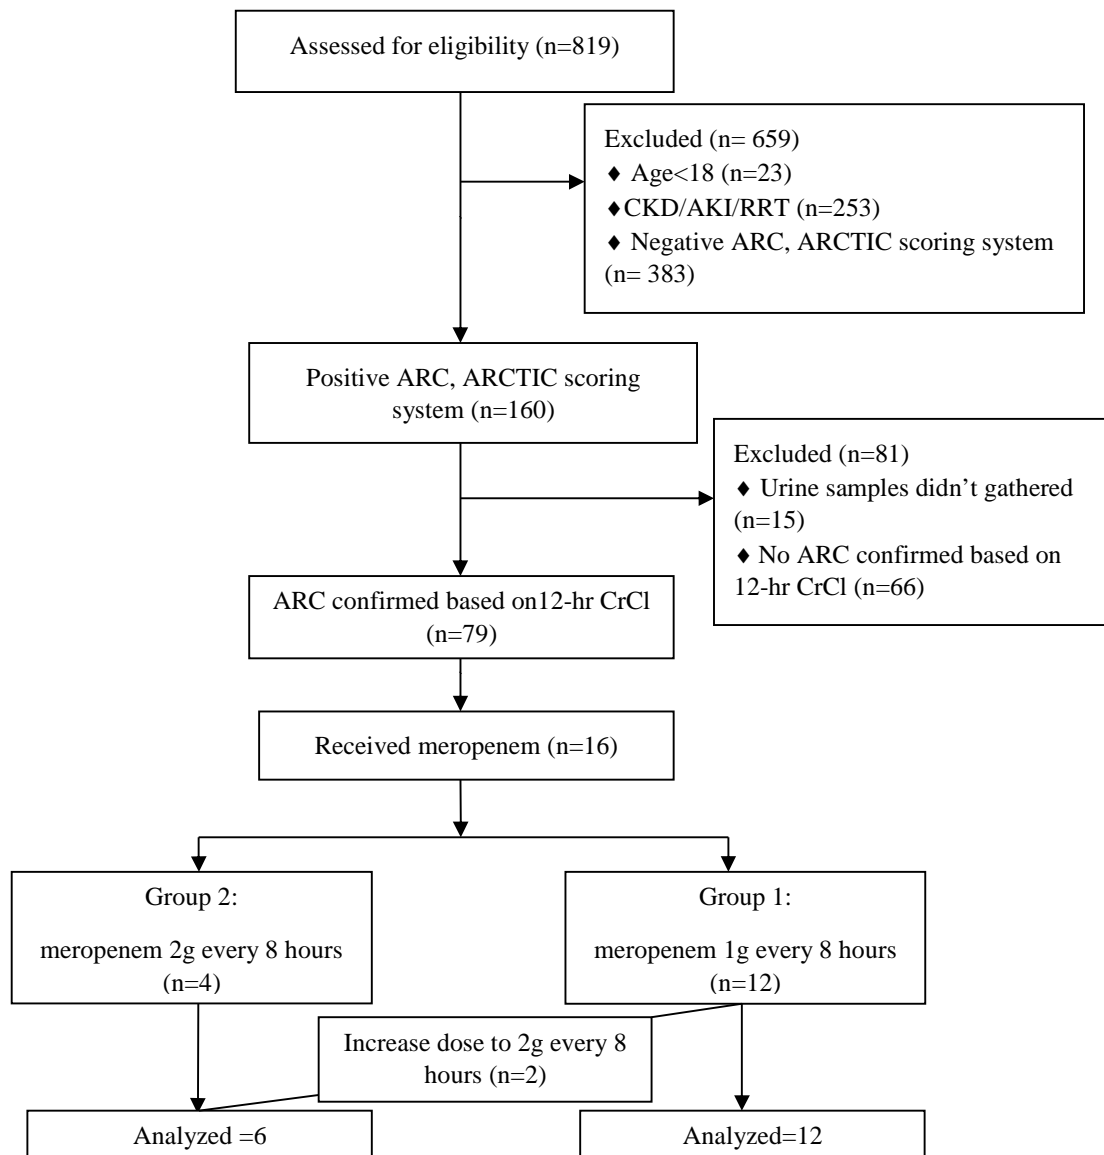 Assessed for eligibility (n=819)
Excluded (n= 659)
♦ Age<18 (n=23)
♦CKD/AKI/RRT (n=253)
♦ Negative ARC, ARCTIC scoring system
(n= 383)
Positive ARC, ARCTIC scoring
system (n=160)
Excluded (n=81)
♦ Urine samples didn’t gathered
(n=15)
♦ No ARC confirmed based on
12-hr CrCl (n=66)
ARC confirmed based on12-hr CrCl
(n=79)
Received meropenem (n=16)
Group 2:
meropenem 2g every 8 hours
(n=4)
Group 1:
meropenem 1g every 8 hours
(n=12)
Increase dose to 2g every 8
hours (n=2)
Analyzed =6
Analyzed=12